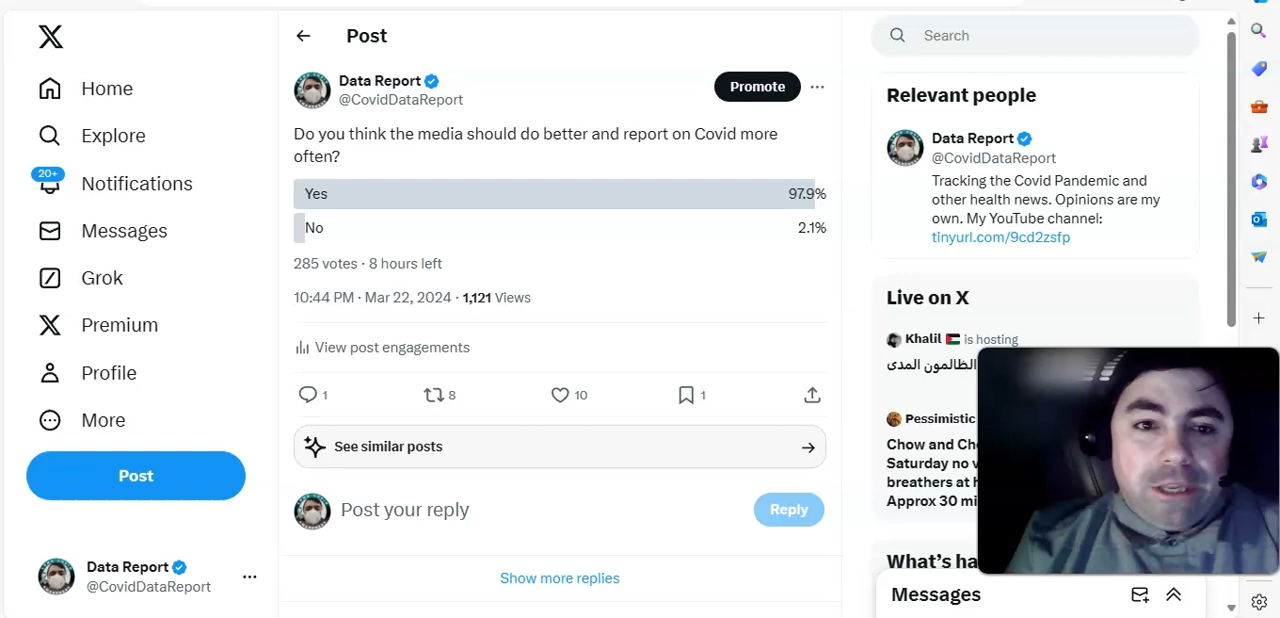 Home
Explore
20+
Notifications
Messages
Grok
Premium
Profile
More
Post
Data Report
@CovidDataReport
Post
Data Report
@CovidDataReport
Promote
Do you think the media should do better and report on Covid more
often?
Yes 97.9%
No 2.1%
285 votes · 8 hours left
10:44 PM · Mar 22, 2024 · 1,121 Views
View post engagements
1 8 10 1
See similar posts
Post your reply
Reply
Show more replies
Search
Relevant people
Data Report
@CovidDataReport
Tracking the Covid Pandemic and
other health news. Opinions are my
own. My YouTube channel:
tinyurl.com/9cd2zsfp
Live on X
Khalil is hosting
الظالمون المدى
Pessimistic
Chow and
Saturday no
breathers at
Approx 30
What's
Messages